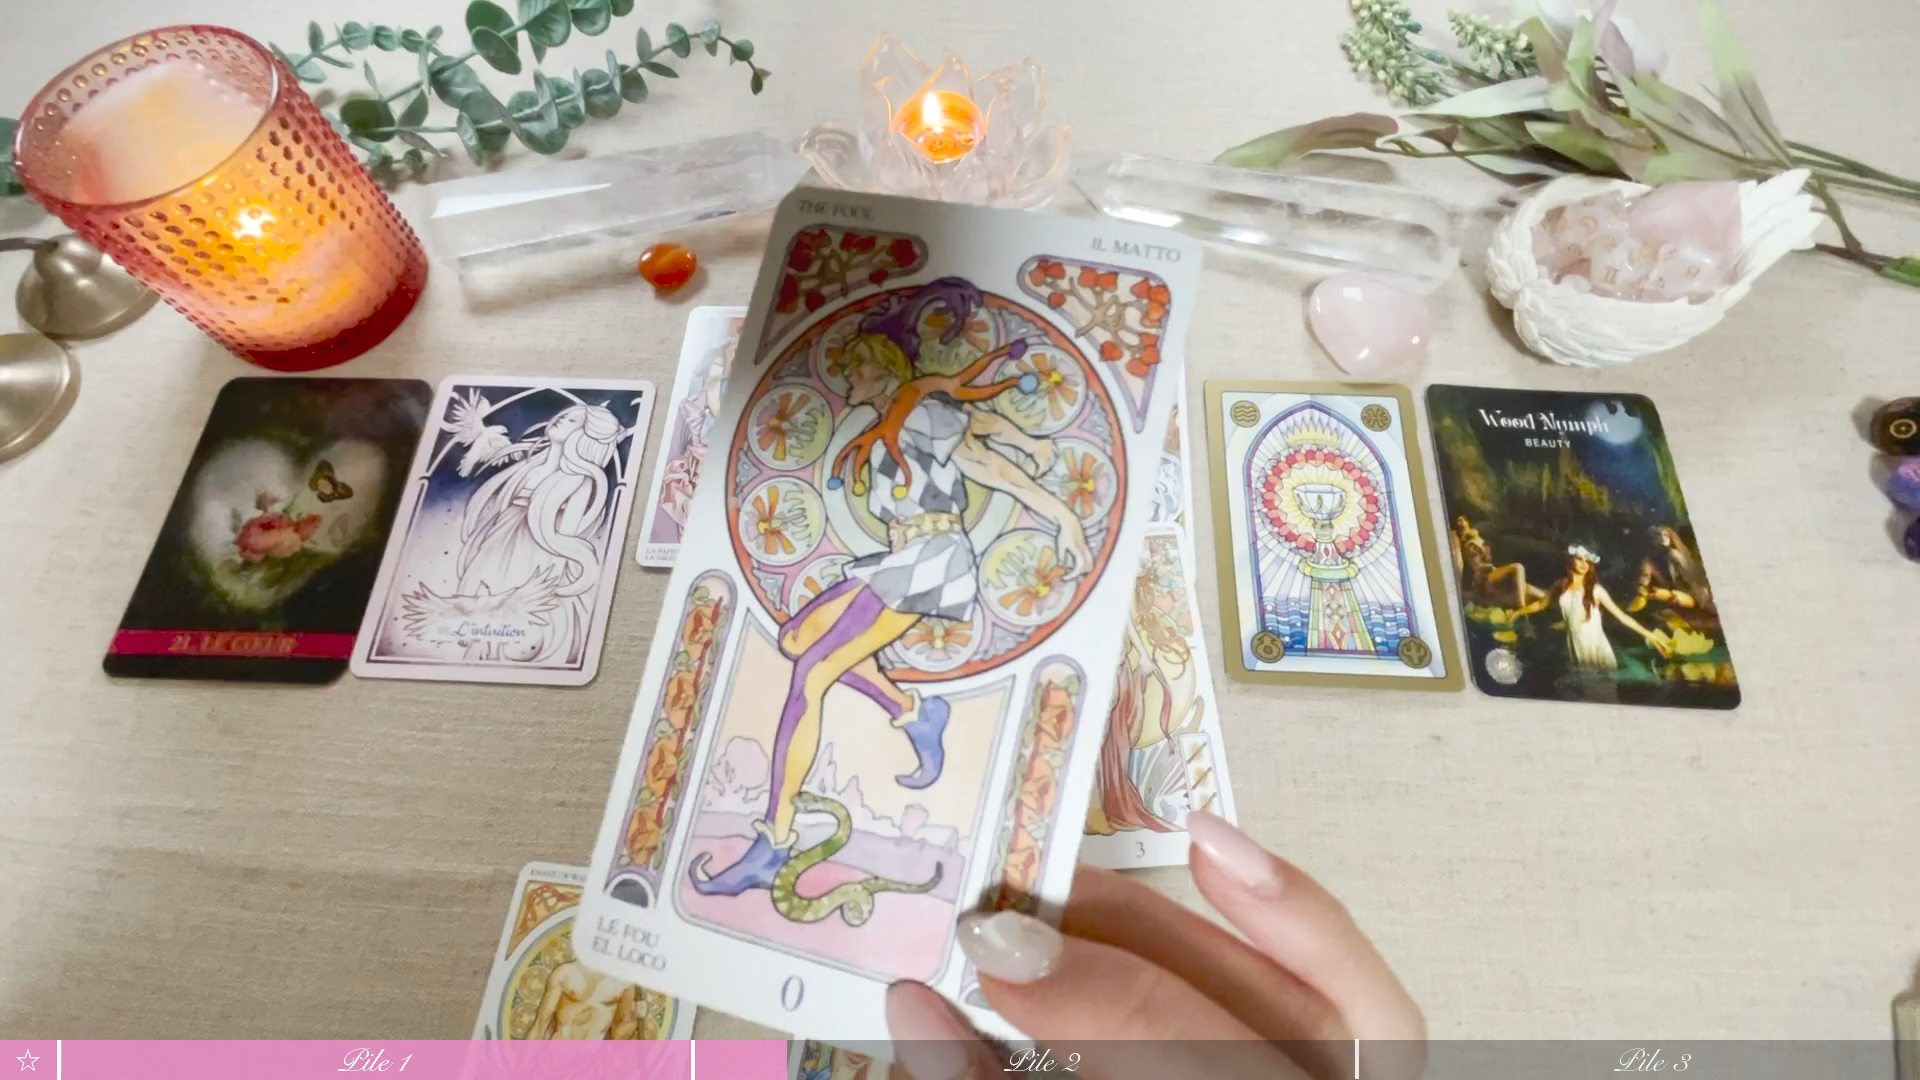 THE FOOL
IL MATTO
Wood Nymph
BEAUTY
21. LE CŒUR
L'intuition
3
LE FOU
EL LOCO
0
☆ Pile 1 Pile 2 Pile 3